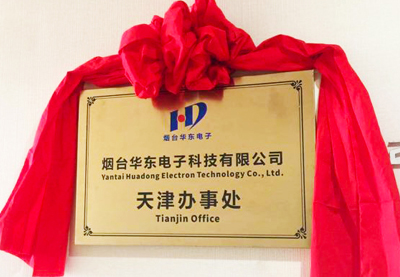 HD
烟台华东电子
烟台华东电子科技有限公司
Yantai Huadong Electron Technology Co., Ltd.
天津办事处
Tianjin Office